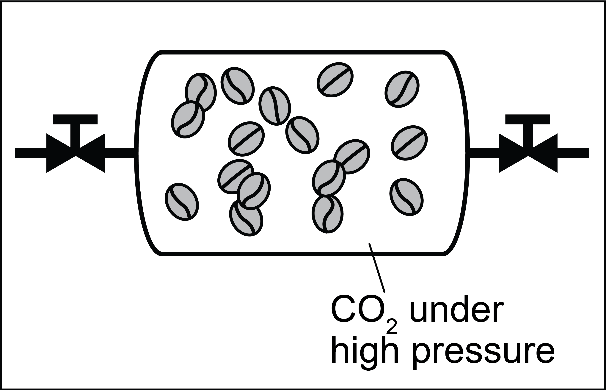 CO₂ under
high pressure